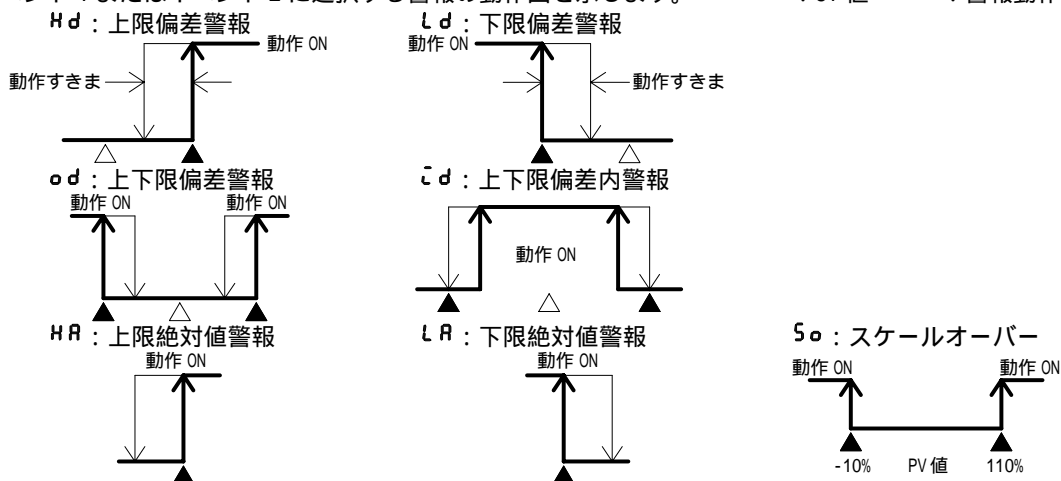 Hd：上限偏差警報
Ld：下限偏差警報
動作 ON
動作 ON
動作すきま
動作すきま
od：上下限偏差警報
id：上下限偏差内警報
動作 ON
動作 ON
動作 ON
HA：上限絶対値警報
LA：下限絶対値警報
So：スケールオーバー
動作 ON
動作 ON
動作 ON
動作 ON
-10%
PV 値
110%